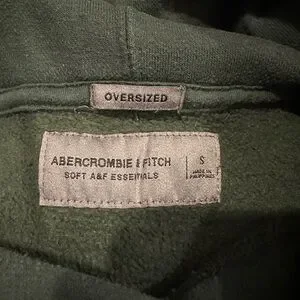 OVERSIZED
ABERCROMBIE & FITCH
SOFT A&F ESSENTIALS
S
MADE IN
PHILIPPINES